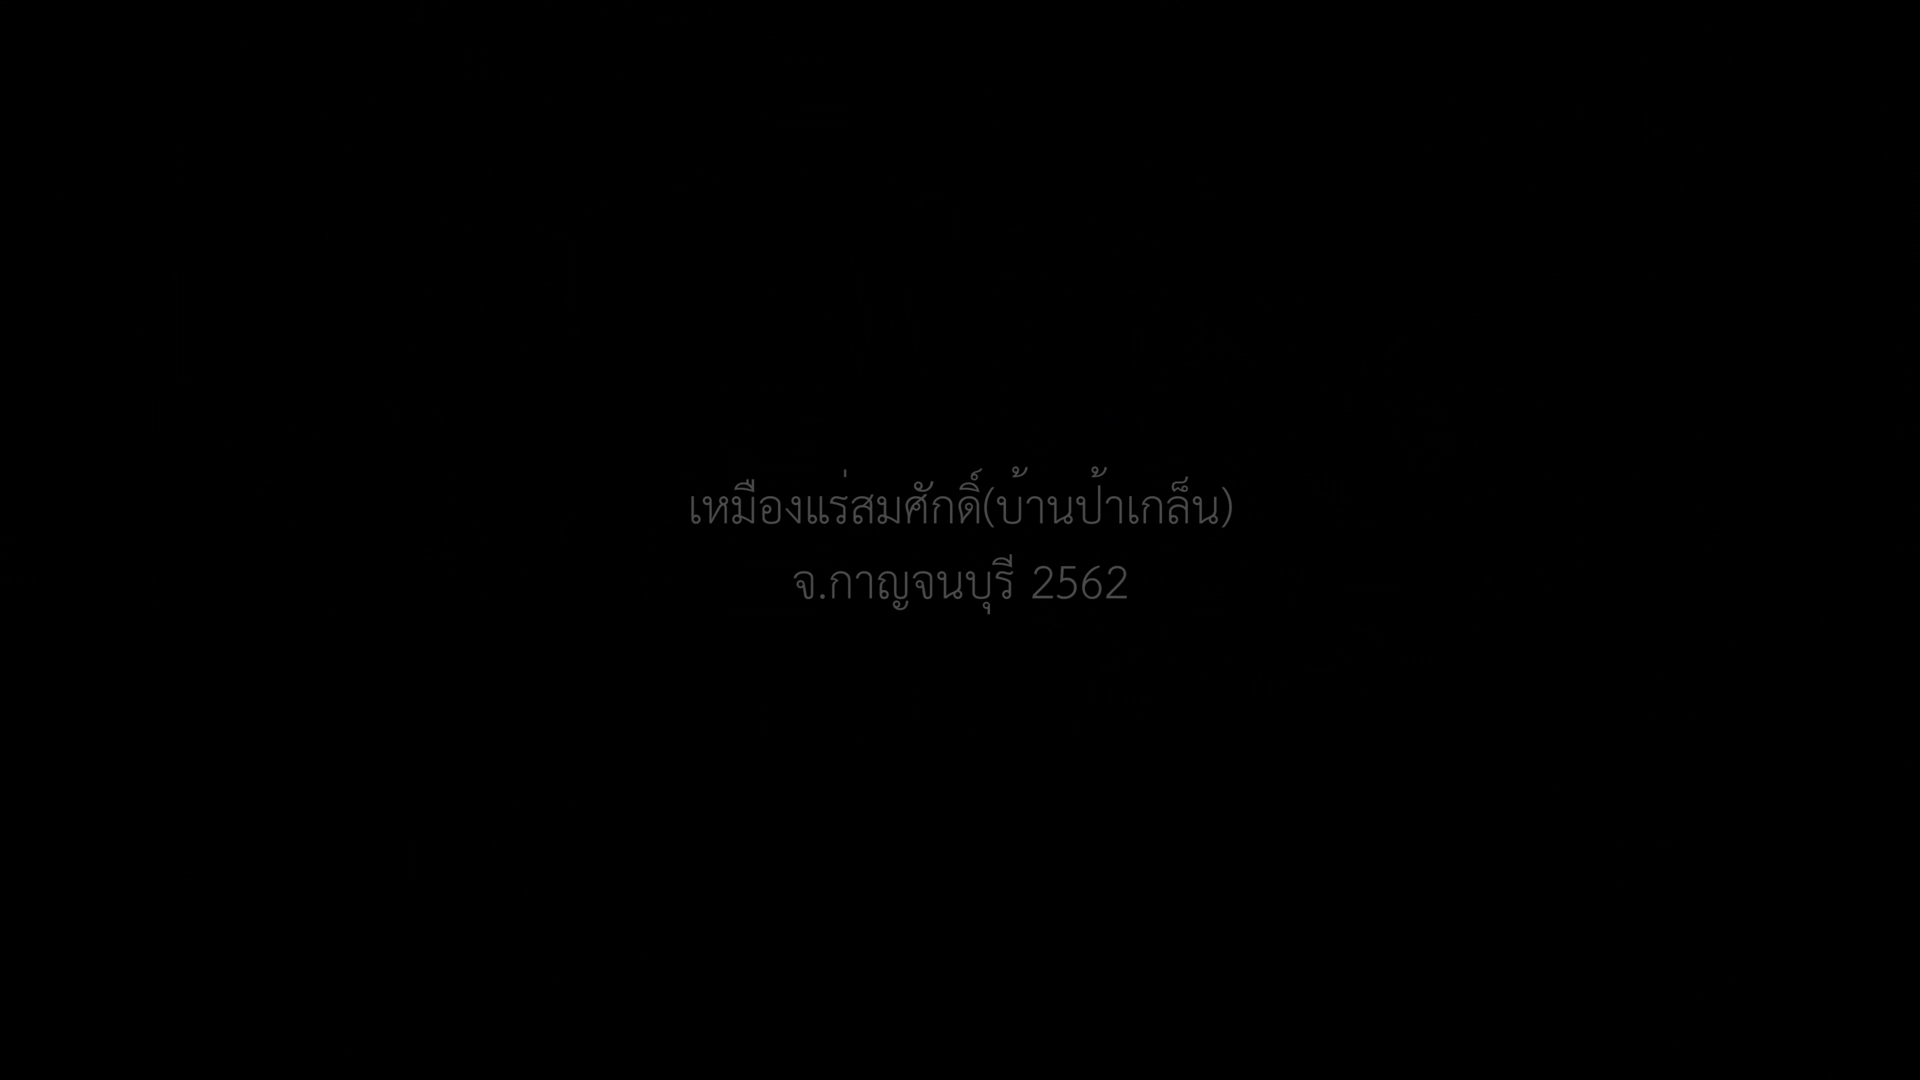 เหมืองแร่สมศักดิ์(บ้านป้าเกล็น)
จ.กาญจนบุรี 2562